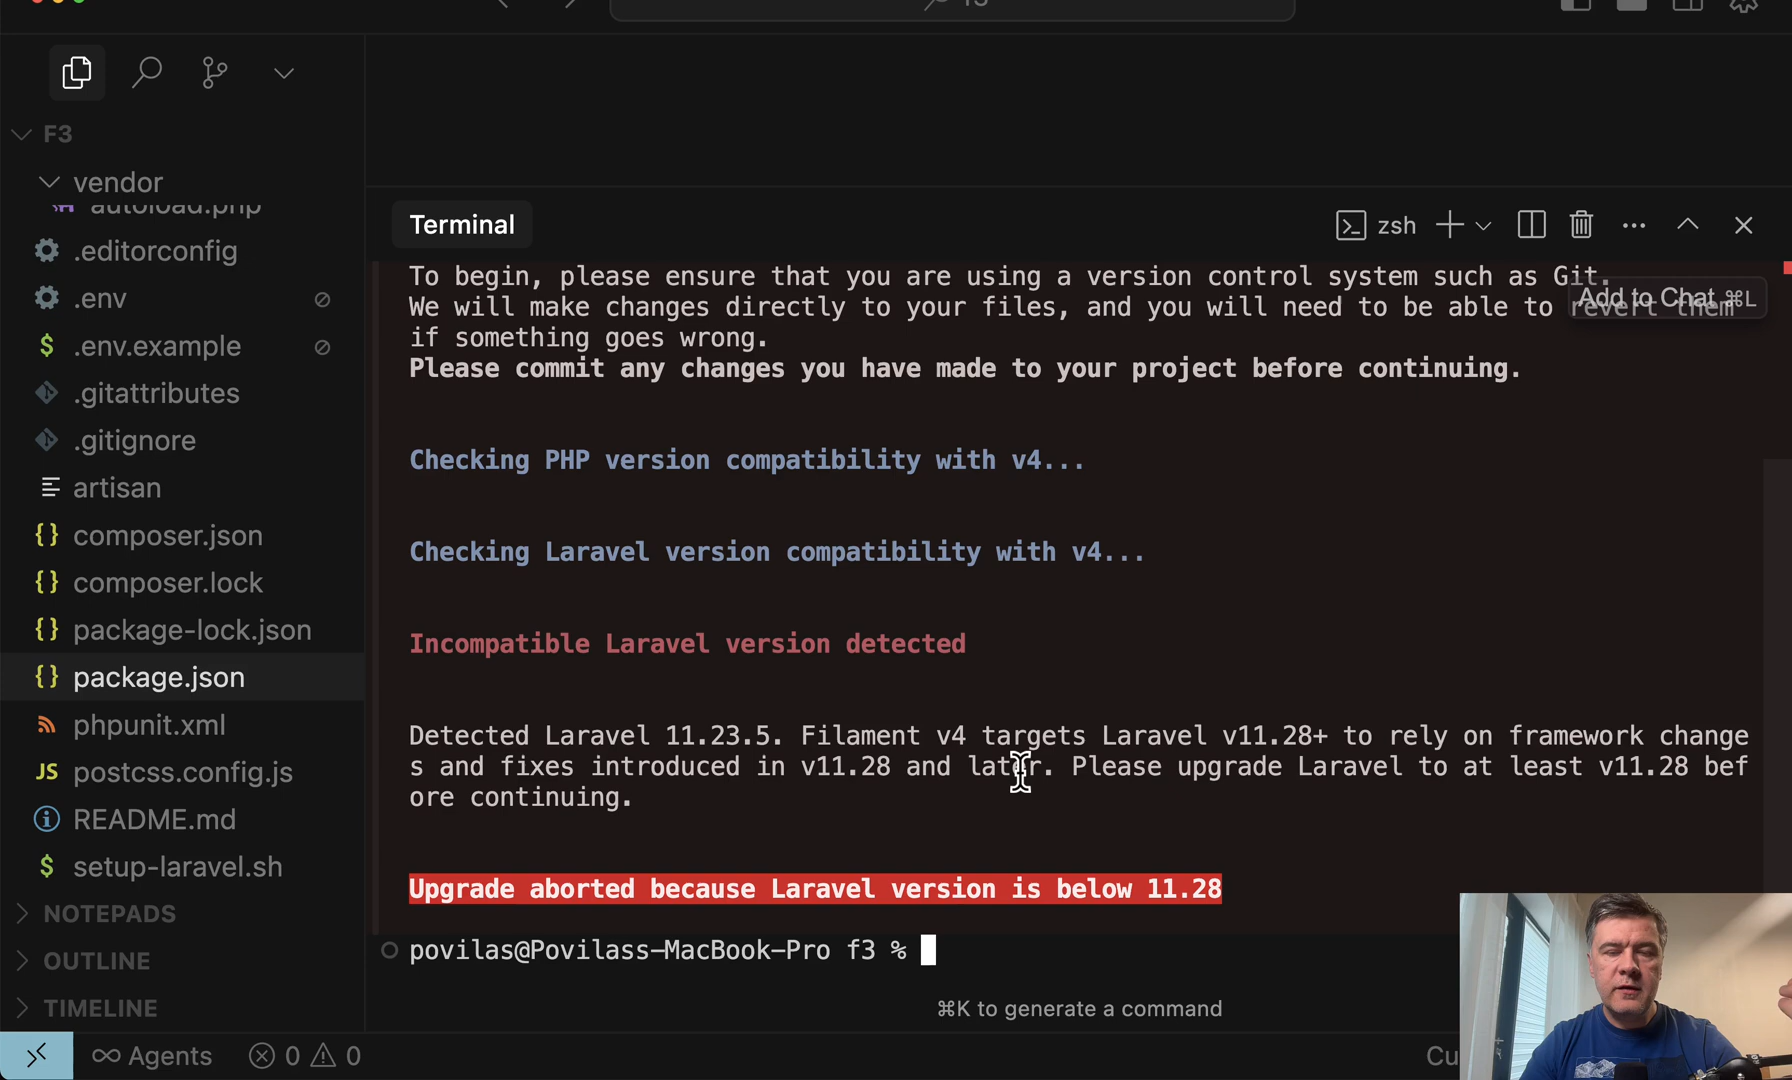 F3
vendor
autoload.php
.editorconfig
.env
.env.example
.gitattributes
.gitignore
artisan
composer.json
composer.lock
package-lock.json
package.json
phpunit.xml
postcss.config.js
README.md
setup-laravel.sh
NOTEPADS
OUTLINE
TIMELINE
Terminal
zsh
To begin, please ensure that you are using a version control system such as Git.
Add to Chat ⌘L
We will make changes directly to your files, and you will need to be able to revert them
if something goes wrong.
Please commit any changes you have made to your project before continuing.
Checking PHP version compatibility with v4...
Checking Laravel version compatibility with v4...
Incompatible Laravel version detected
Detected Laravel 11.23.5. Filament v4 targets Laravel v11.28+ to rely on framework change
s and fixes introduced in v11.28 and later. Please upgrade Laravel to at least v11.28 bef
ore continuing.
Upgrade aborted because Laravel version is below 11.28
povilas@Povilass-MacBook-Pro f3 %
⌘K to generate a command
Agents
0
0